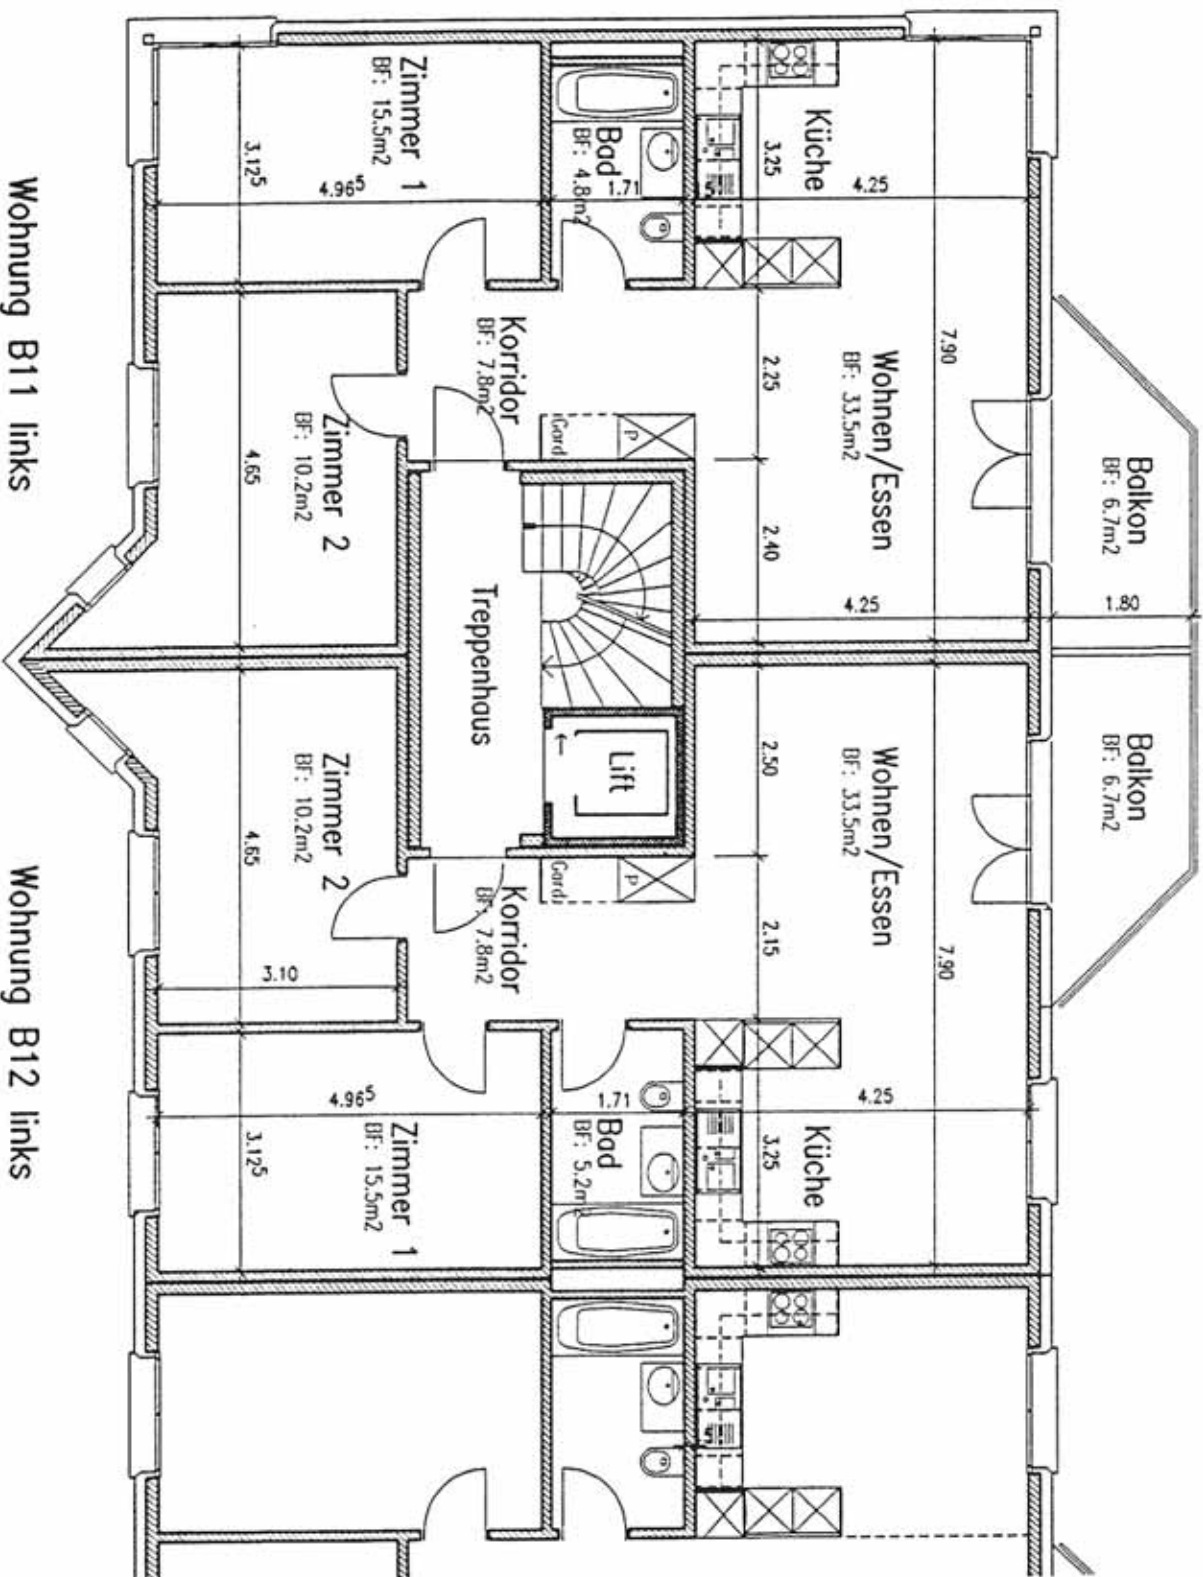 Zimmer 1
BF: 15.5m2
3.12⁵
4.96⁵
Bad
BF: 4.8m2
1.71
Küche
3.25
4.25
Korridor
BF: 7.8m2
Zimmer 2
BF: 10.2m2
4.65
Gard
P
2.25
Wohnen/Essen
BF: 33.5m2
7.90
2.40
4.25
Balkon
BF: 6.7m2
1.80
Treppenhaus
Lift
Balkon
BF: 6.7m2
Wohnen/Essen
BF: 33.5m2
7.90
2.50
2.15
Gard
P
Korridor
BF: 7.8m2
Zimmer 2
BF: 10.2m2
4.65
3.10
Zimmer 1
BF: 15.5m2
4.96⁵
3.12⁵
Bad
BF: 5.2m
1.71
Küche
3.25
4.25
Wohnung B11 links
Wohnung B12 links